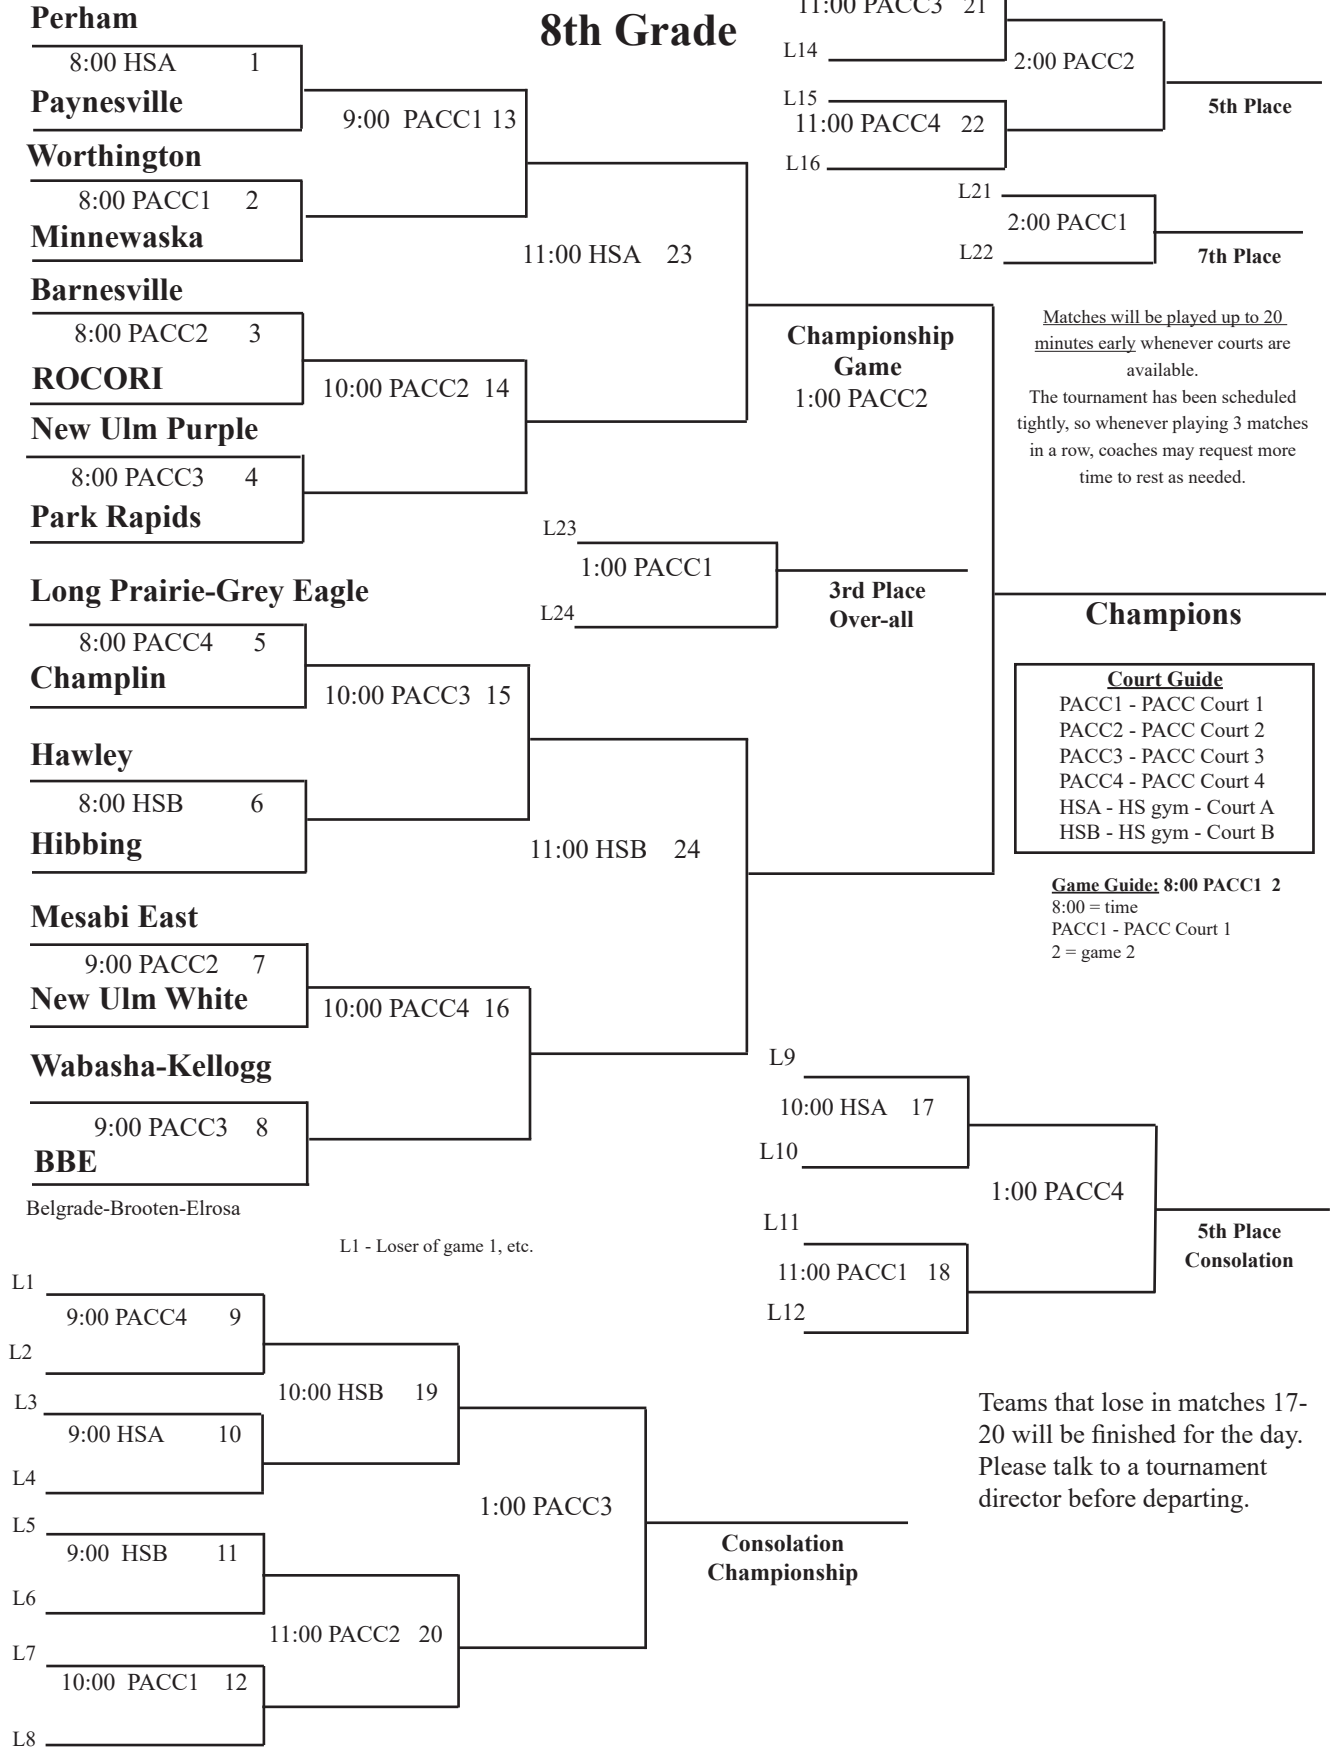 8th Grade
Perham
8:00 HSA 1
Paynesville
Worthington
8:00 PACC1 2
Minnewaska
Barnesville
8:00 PACC2 3
ROCORI
New Ulm Purple
8:00 PACC3 4
Park Rapids
Long Prairie-Grey Eagle
8:00 PACC4 5
Champlin
Hawley
8:00 HSB 6
Hibbing
Mesabi East
9:00 PACC2 7
New Ulm White
Wabasha-Kellogg
9:00 PACC3 8
BBE
Belgrade-Brooten-Elrosa
9:00 PACC1 13
10:00 PACC2 14
10:00 PACC3 15
10:00 PACC4 16
11:00 HSA 23
11:00 HSB 24
Championship
Game
1:00 PACC2
Champions
L23
1:00 PACC1
L24
3rd Place
Over-all
11:00 PACC3 21
L14
2:00 PACC2
L15
11:00 PACC4 22
L16
5th Place
L21
2:00 PACC1
L22
7th Place
Matches will be played up to 20
minutes early whenever courts are
available.
The tournament has been scheduled
tightly, so whenever playing 3 matches
in a row, coaches may request more
time to rest as needed.
Court Guide
PACC1 - PACC Court 1
PACC2 - PACC Court 2
PACC3 - PACC Court 3
PACC4 - PACC Court 4
HSA - HS gym - Court A
HSB - HS gym - Court B
Game Guide: 8:00 PACC1 2
8:00 = time
PACC1 - PACC Court 1
2 = game 2
L9
10:00 HSA 17
L10
1:00 PACC4
L11
11:00 PACC1 18
L12
5th Place
Consolation
L1 - Loser of game 1, etc.
L1
9:00 PACC4 9
L2
10:00 HSB 19
L3
9:00 HSA 10
L4
1:00 PACC3
L5
9:00 HSB 11
L6
11:00 PACC2 20
L7
10:00 PACC1 12
L8
Consolation
Championship
Teams that lose in matches 17-
20 will be finished for the day.
Please talk to a tournament
director before departing.